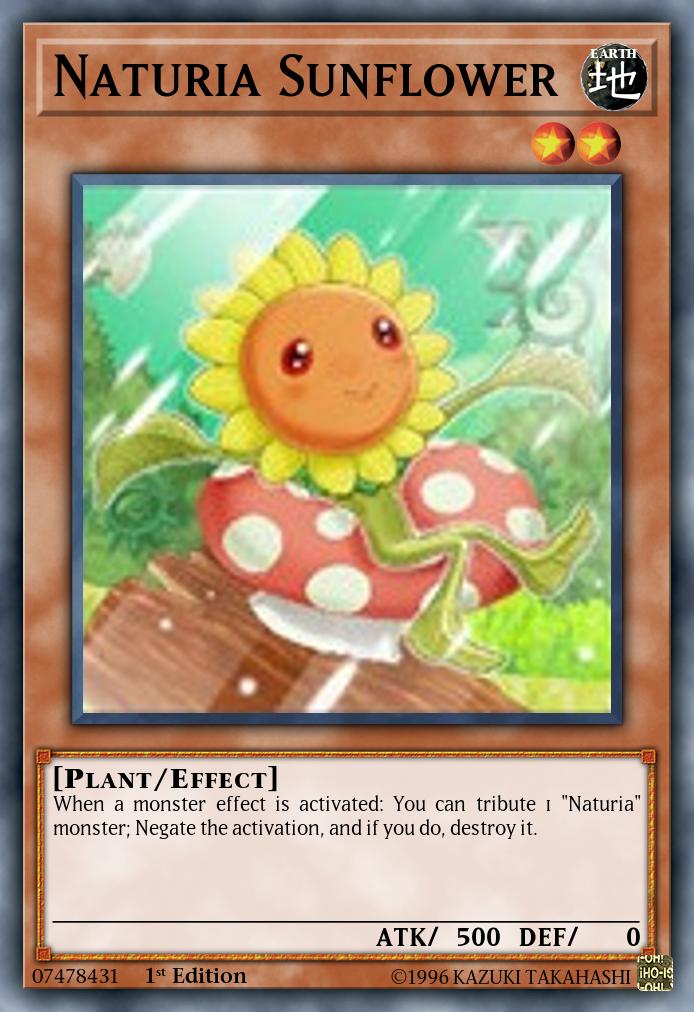 NATURIA SUNFLOWER
EARTH
地
[PLANT/EFFECT]
When a monster effect is activated: You can tribute 1 "Naturia"
monster; Negate the activation, and if you do, destroy it.
ATK/ 500 DEF/ 0
07478431 1st Edition ©1996 KAZUKI TAKAHASHI